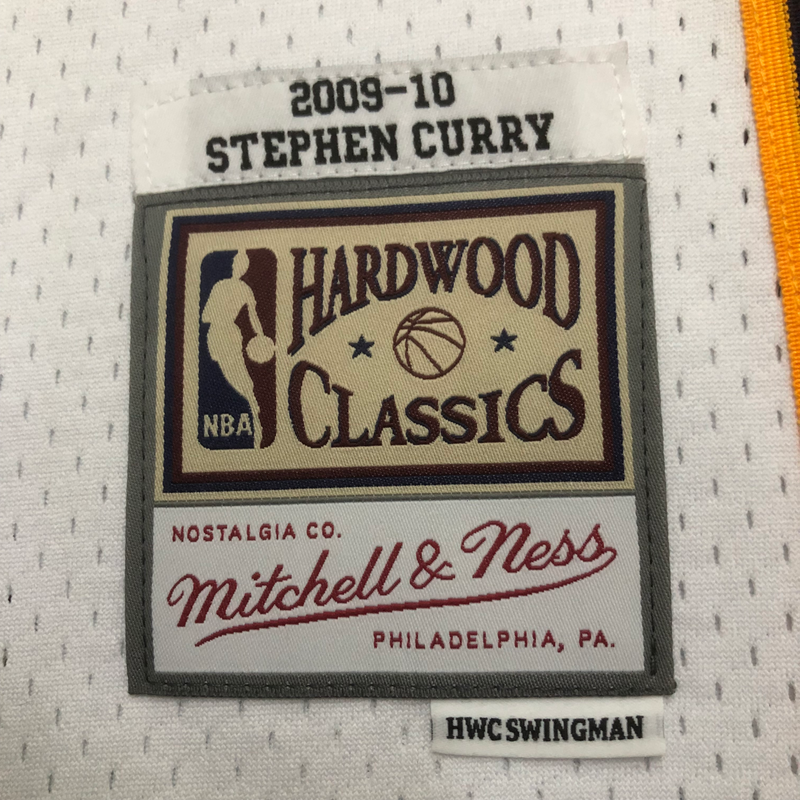 2009-10
STEPHEN CURRY
HARDWOOD
CLASSICS
NBA
NOSTALGIA CO.
Mitchell & Ness
PHILADELPHIA, PA.
HWC SWINGMAN